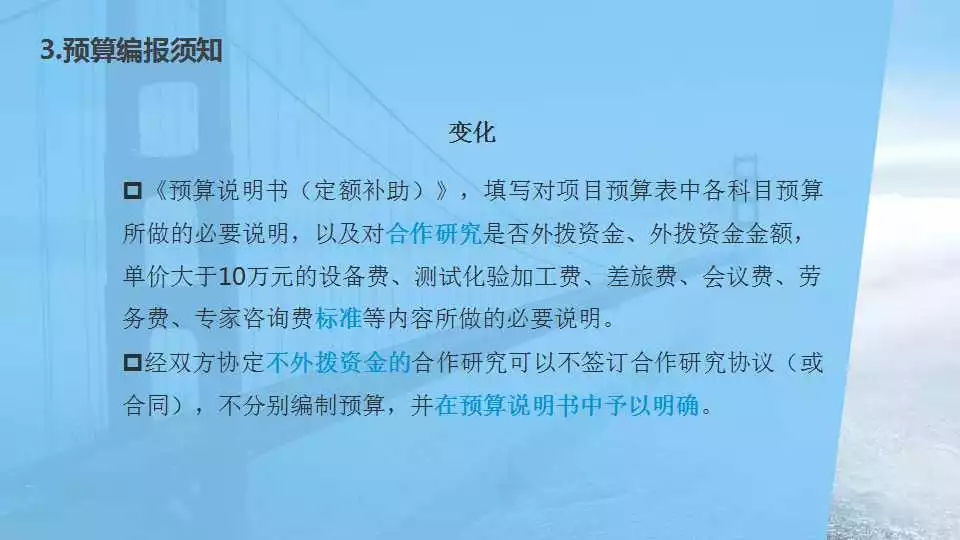 3.预算编报须知
变化
《预算说明书（定额补助）》，填写对项目预算表中各科目预算
所做的必要说明，以及对合作研究是否外拨资金、外拨资金金额，
单价大于10万元的设备费、测试化验加工费、差旅费、会议费、劳
务费、专家咨询费标准等内容所做的必要说明。
经双方协定不外拨资金的合作研究可以不签订合作研究协议（或
合同），不分别编制预算，并在预算说明书中予以明确。